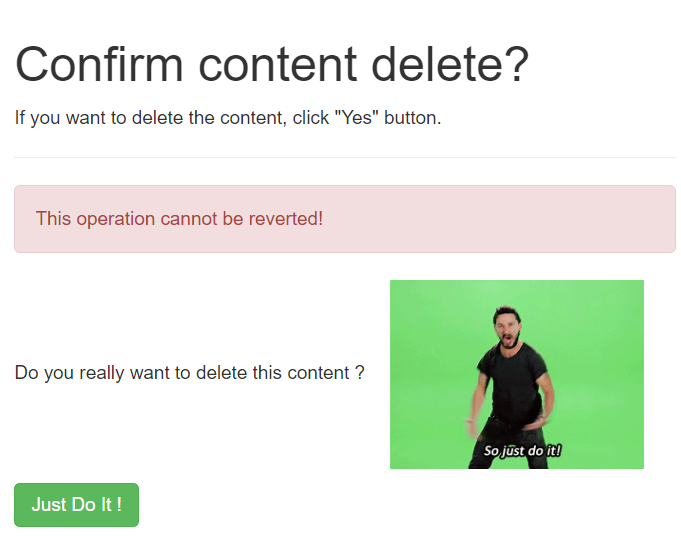 Confirm content delete?
If you want to delete the content, click "Yes" button.
This operation cannot be reverted!
Do you really want to delete this content ?
So just do it!
Just Do It !